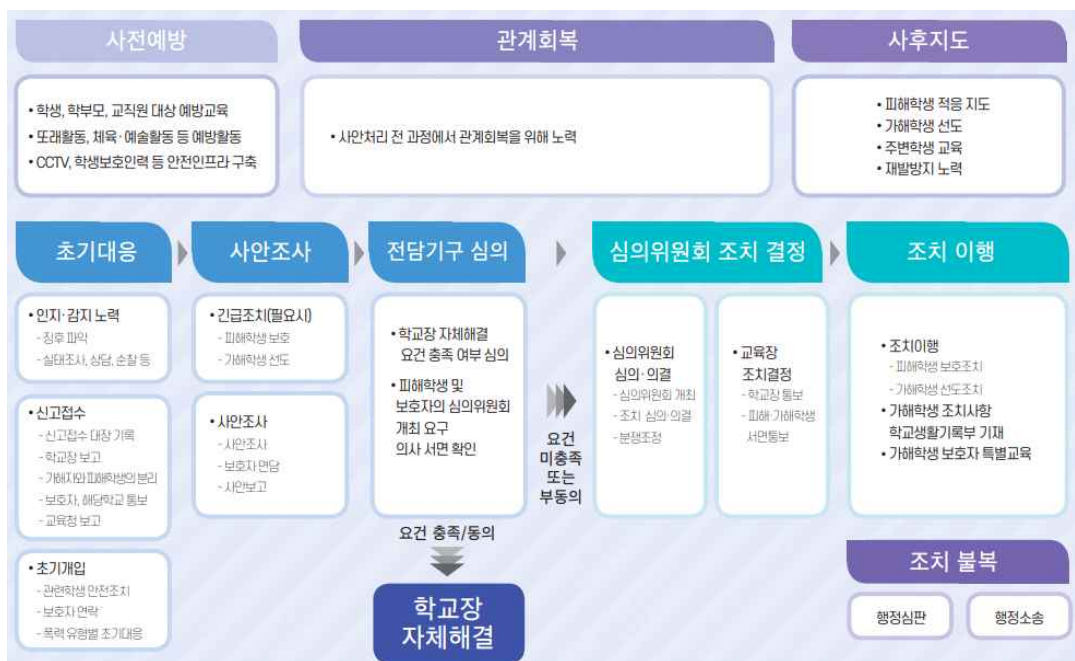 사전예방
관계회복
사후지도
• 학생, 학부모, 교직원 대상 예방교육
• 또래활동, 체육·예술활동 등 예방활동
• CCTV, 학생보호인력 등 안전인프라 구축
• 사안처리 전 과정에서 관계회복을 위해 노력
• 피해학생 적응 지도
• 가해학생 선도
• 주변학생 교육
• 재발방지 노력
초기대응
사안조사
전담기구 심의
심의위원회 조치 결정
조치 이행
• 인지·감지 노력
- 징후 파악
- 실태조사, 상담, 순찰 등
• 신고접수
- 신고접수 대장 기록
- 학교장 보고
- 가해자와 피해학생의 분리
- 보호자, 해당학교 통보
- 교육청 보고
• 초기개입
- 관련학생 안전조치
- 보호자 연락
- 폭력 유형별 초기대응
• 긴급조치(필요시)
- 피해학생 보호
- 가해학생 선도
• 사안조사
- 사안조사
- 보호자 면담
- 사안보고
• 학교장 자체해결
요건 충족 여부 심의
• 피해학생 및
보호자의 심의위원회
개최 요구
의사 서면 확인
요건 충족/동의
학교장
자체해결
요건
미충족
또는
부동의
• 심의위원회
심의·의결
- 심의위원회 개최
- 조치 심의·의결
- 분쟁조정
• 교육장
조치결정
- 학교장 통보
- 피해·가해학생
서면통보
• 조치이행
- 피해학생 보호조치
- 가해학생 선도조치
• 가해학생 조치사항
학교생활기록부 기재
• 가해학생 보호자 특별교육
조치 불복
행정심판
행정소송